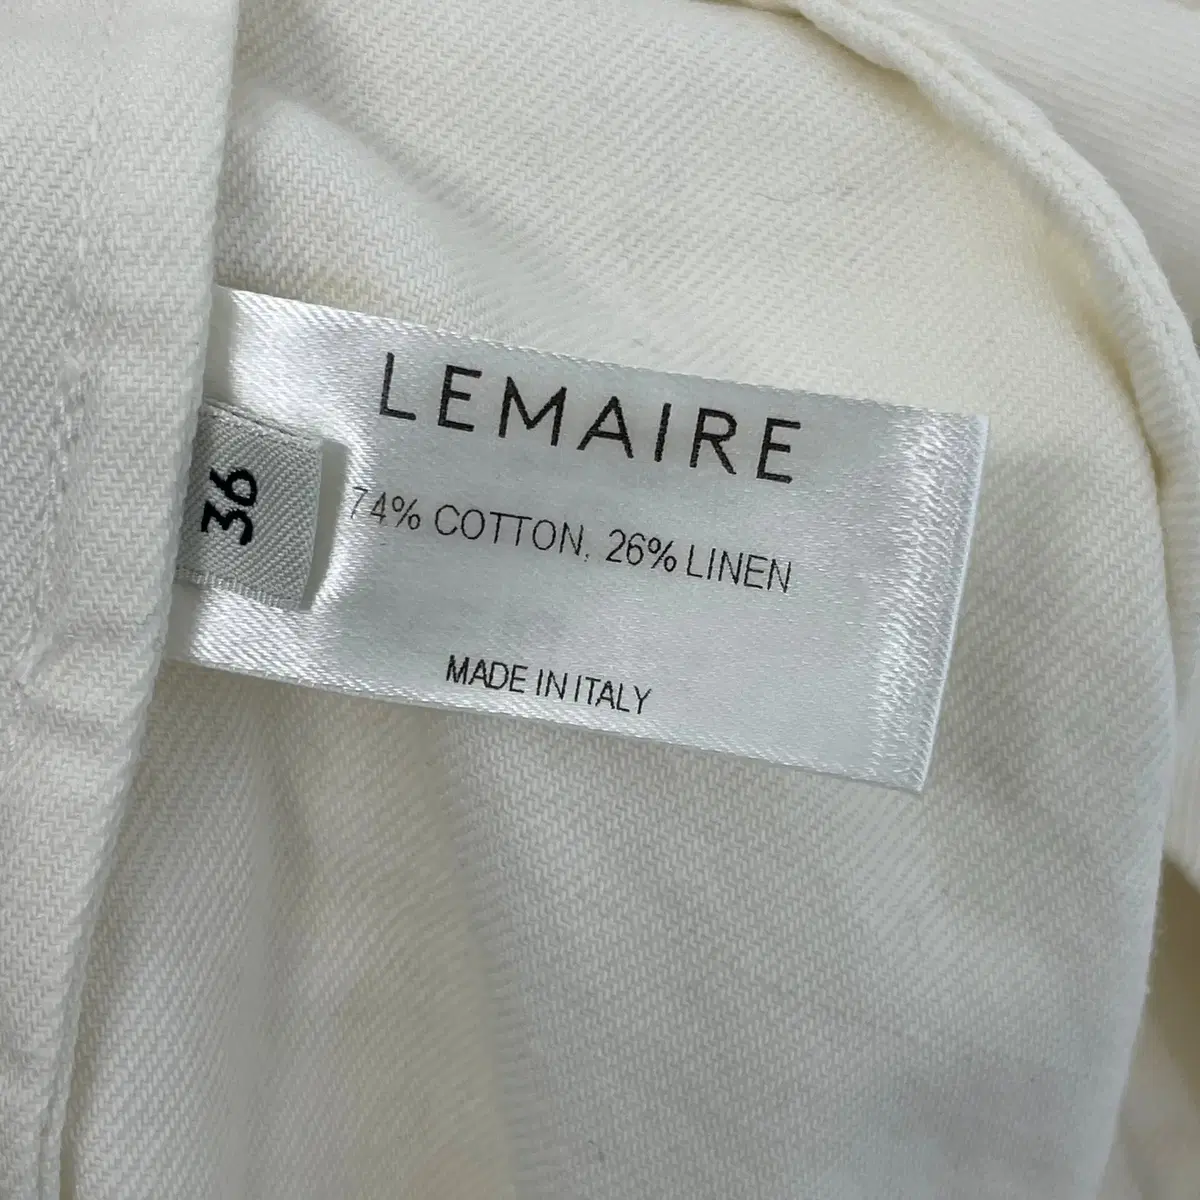 LEMAIRE
36
74% COTTON, 26% LINEN
MADE IN ITALY